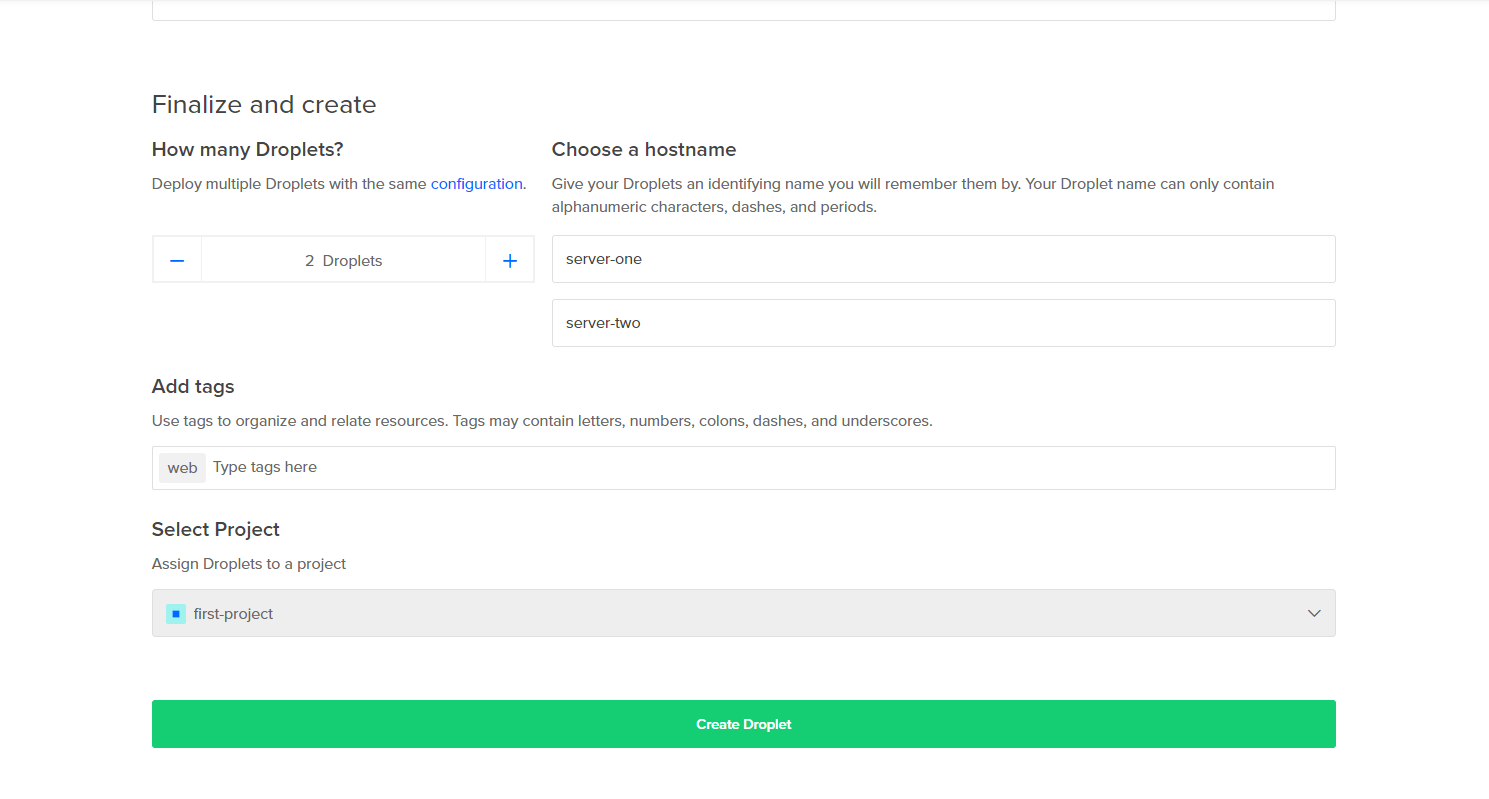 Finalize and create
How many Droplets?
Deploy multiple Droplets with the same configuration.
− 2 Droplets +
Choose a hostname
Give your Droplets an identifying name you will remember them by. Your Droplet name can only contain
alphanumeric characters, dashes, and periods.
server-one
server-two
Add tags
Use tags to organize and relate resources. Tags may contain letters, numbers, colons, dashes, and underscores.
web Type tags here
Select Project
Assign Droplets to a project
first-project
Create Droplet